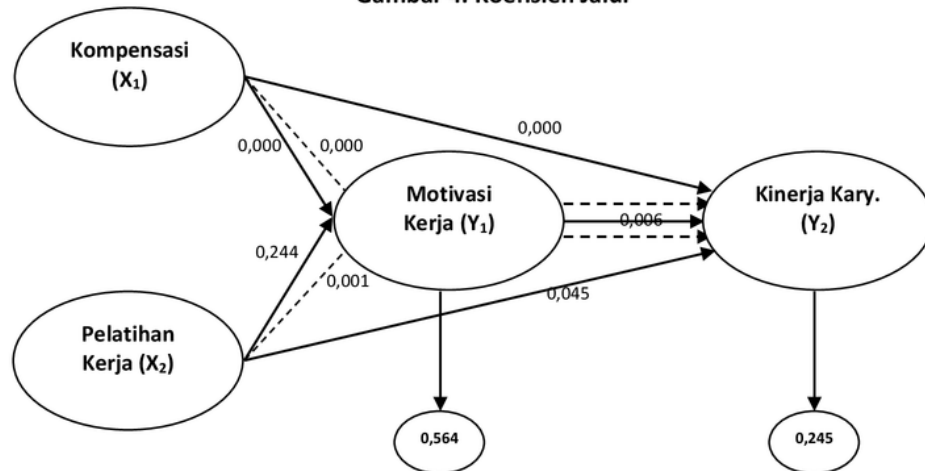 Gambar 4. Koefisien Jalur
Kompensasi
(X₁)
0,000
0,000
0,000
Motivasi
Kerja (Y₁)
Kinerja Kary.
(Y₂)
0,006
0,244
0,001
0,045
Pelatihan
Kerja (X₂)
0,564
0,245